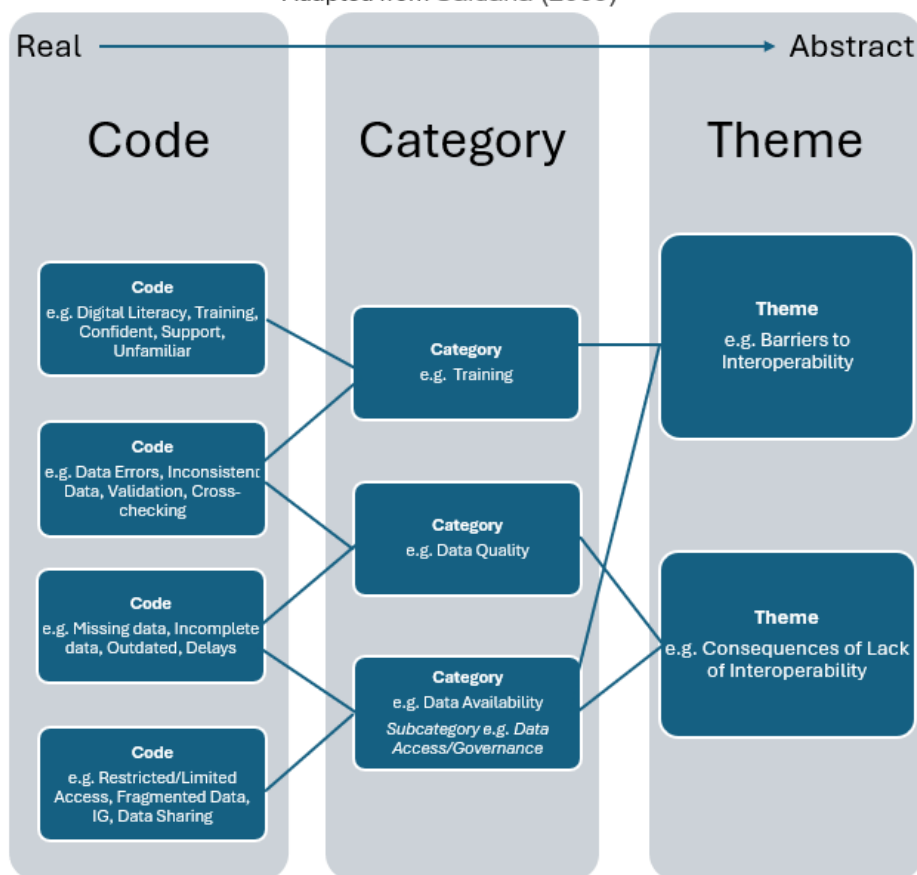 Real
Abstract
Code
Category
Theme
Code
e.g. Digital Literacy, Training,
Confident, Support,
Unfamiliar
Code
e.g. Data Errors, Inconsistent
Data, Validation, Cross-
checking
Code
e.g. Missing data, Incomplete
data, Outdated, Delays
Code
e.g. Restricted/Limited
Access, Fragmented Data,
IG, Data Sharing
Category
e.g. Training
Category
e.g. Data Quality
Category
e.g. Data Availability
Subcategory e.g. Data
Access/Governance
Theme
e.g. Barriers to
Interoperability
Theme
e.g. Consequences of Lack
of Interoperability